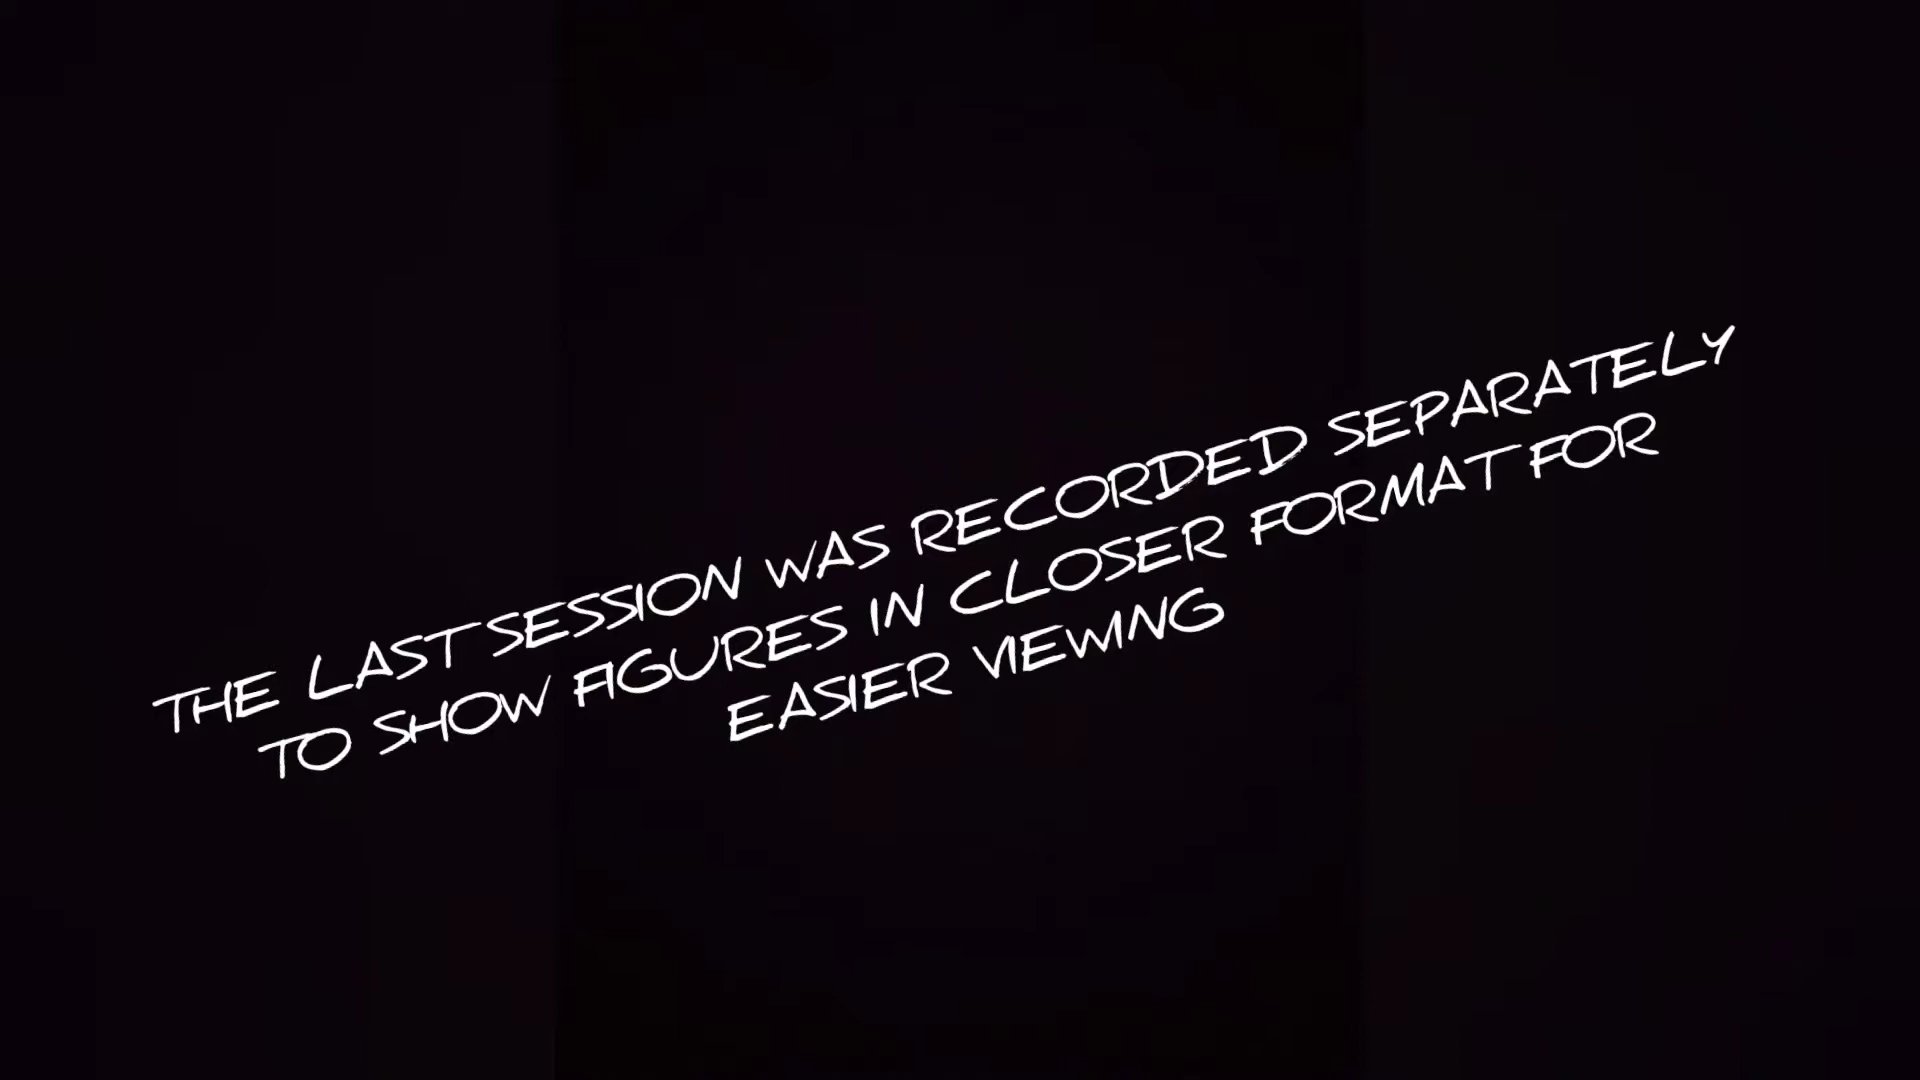 THE LAST SESSION WAS RECORDED SEPARATELY
TO SHOW FIGURES IN CLOSER FORMAT FOR
EASIER VIEWING